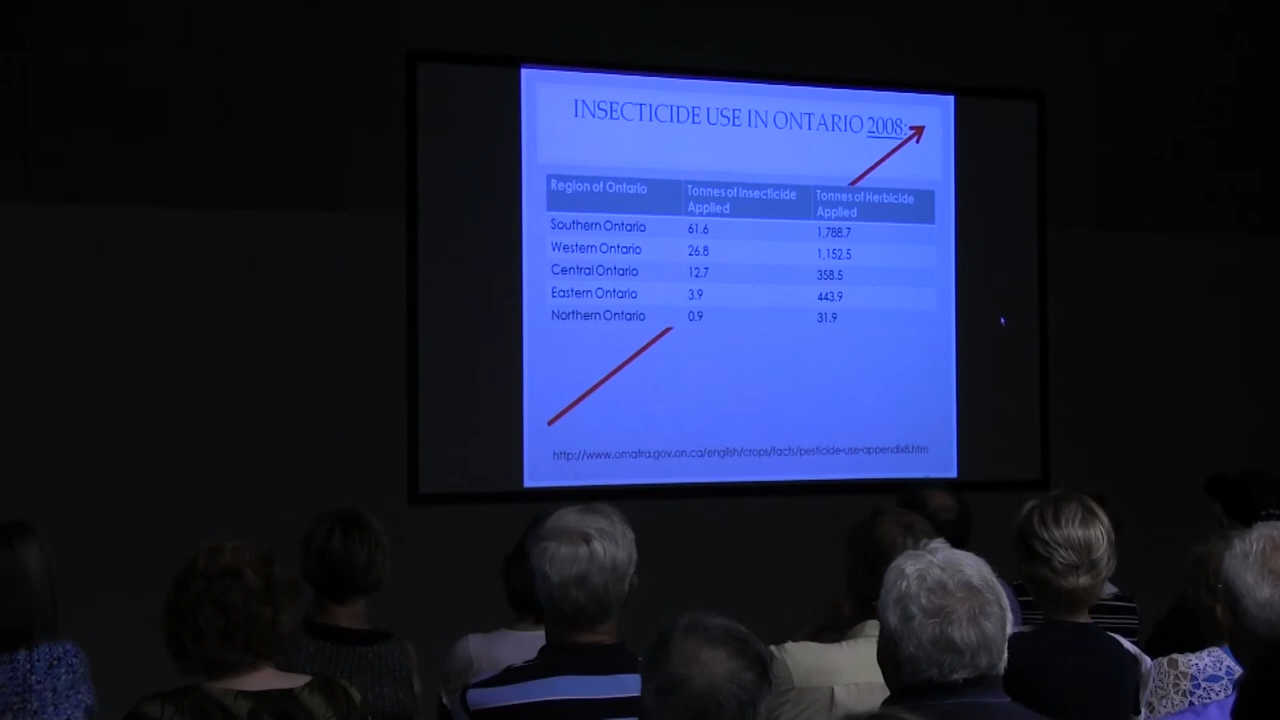 INSECTICIDE USE IN ONTARIO 2008:
Region of Ontario Tonnes of Insecticide Applied Tonnes of Herbicide Applied
Southern Ontario 61.6 1,788.7
Western Ontario 26.8 1,152.5
Central Ontario 12.7 358.5
Eastern Ontario 3.9 443.9
Northern Ontario 0.9 31.9
http://www.omafra.gov.on.ca/english/crops/facts/pesticide-use-appendix8.htm